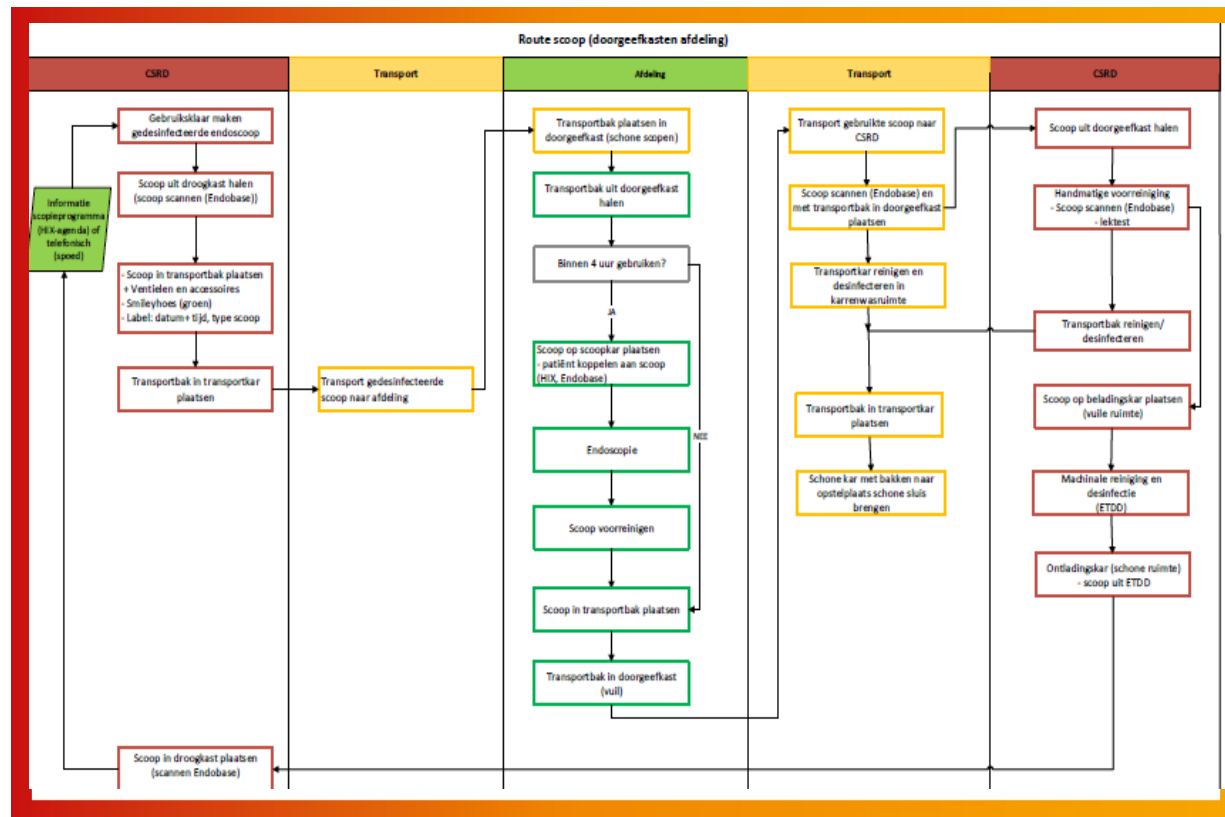 Route scoop (doorgeefkasten afdeling)
CSRD
Transport
Afdeling
Transport
CSRD
Informatie
scopieprogramma
(HIX-agenda) of
telefonisch
(spoed)
Gebruiksklaar maken
gedesinfecteerde endoscoop
Scoop uit droogkast halen
(scoop scannen (Endobase))
- Scoop in transportbak plaatsen
+ Ventielen en accessoires
- Smileyhoes (groen)
- Label: datum+ tijd, type scoop
Transportbak in transportkar
plaatsen
Transport gedesinfecteerde
scoop naar afdeling
Transportbak plaatsen in
doorgeefkast (schone scopen)
Transportbak uit doorgeefkast
halen
Binnen 4 uur gebruiken?
JA
NEE
Scoop op scoopkar plaatsen
- patiënt koppelen aan scoop
(HIX, Endobase)
Endoscopie
Scoop voorreinigen
Scoop in transportbak plaatsen
Transportbak in doorgeefkast
(vuil)
Transport gebruikte scoop naar
CSRD
Scoop scannen (Endobase) en
met transportbak in doorgeefkast
plaatsen
Transportkar reinigen en
desinfecteren in
karrenwasruimte
Transportbak in transportkar
plaatsen
Schone kar met bakken naar
opstelplaats schone sluis
brengen
Scoop uit doorgeefkast halen
Handmatige voorreiniging
- Scoop scannen (Endobase)
- lektest
Transportbak reinigen/
desinfecteren
Scoop op beladingskar plaatsen
(vuile ruimte)
Machinale reiniging en
desinfectie
(ETDD)
Ontladingskar (schone ruimte)
- scoop uit ETDD
Scoop in droogkast plaatsen
(scannen Endobase)